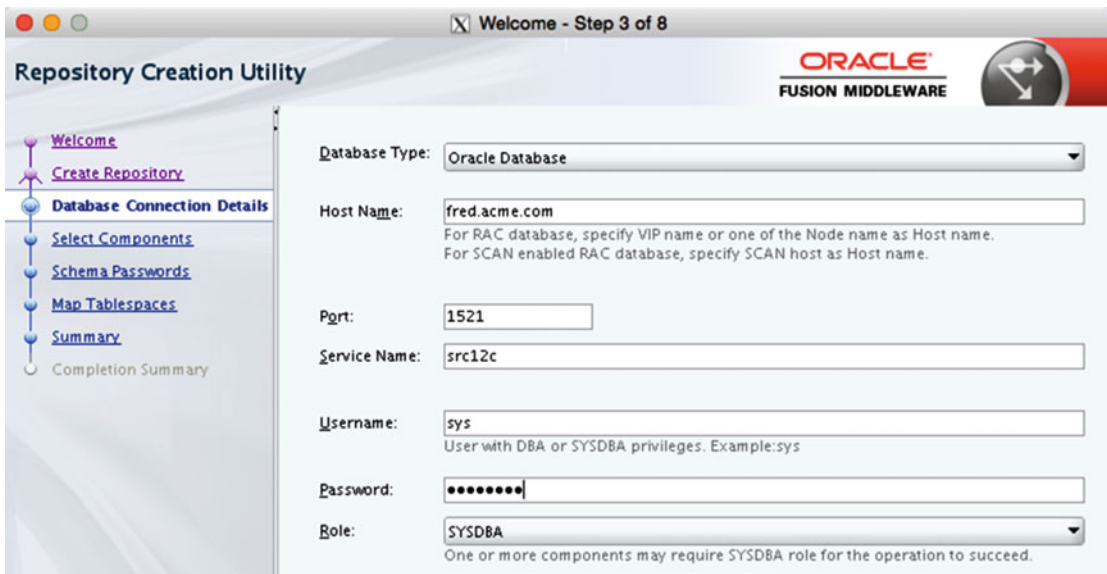 Welcome - Step 3 of 8
Repository Creation Utility
ORACLE
FUSION MIDDLEWARE
Welcome
Create Repository
Database Connection Details
Select Components
Schema Passwords
Map Tablespaces
Summary
Completion Summary
Database Type: Oracle Database
Host Name: fred.acme.com
For RAC database, specify VIP name or one of the Node name as Host name.
For SCAN enabled RAC database, specify SCAN host as Host name.
Port: 1521
Service Name: src12c
Username: sys
User with DBA or SYSDBA privileges. Example:sys
Password: ••••••••
Role: SYSDBA
One or more components may require SYSDBA role for the operation to succeed.